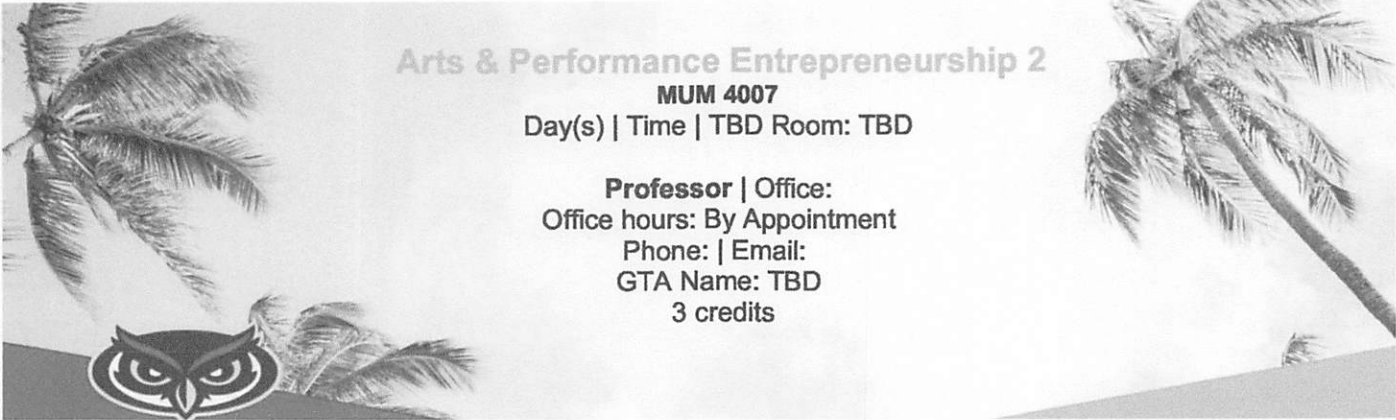 Arts & Performance Entrepreneurship 2
MUM 4007
Day(s) | Time | TBD Room: TBD
Professor | Office:
Office hours: By Appointment
Phone: | Email:
GTA Name: TBD
3 credits